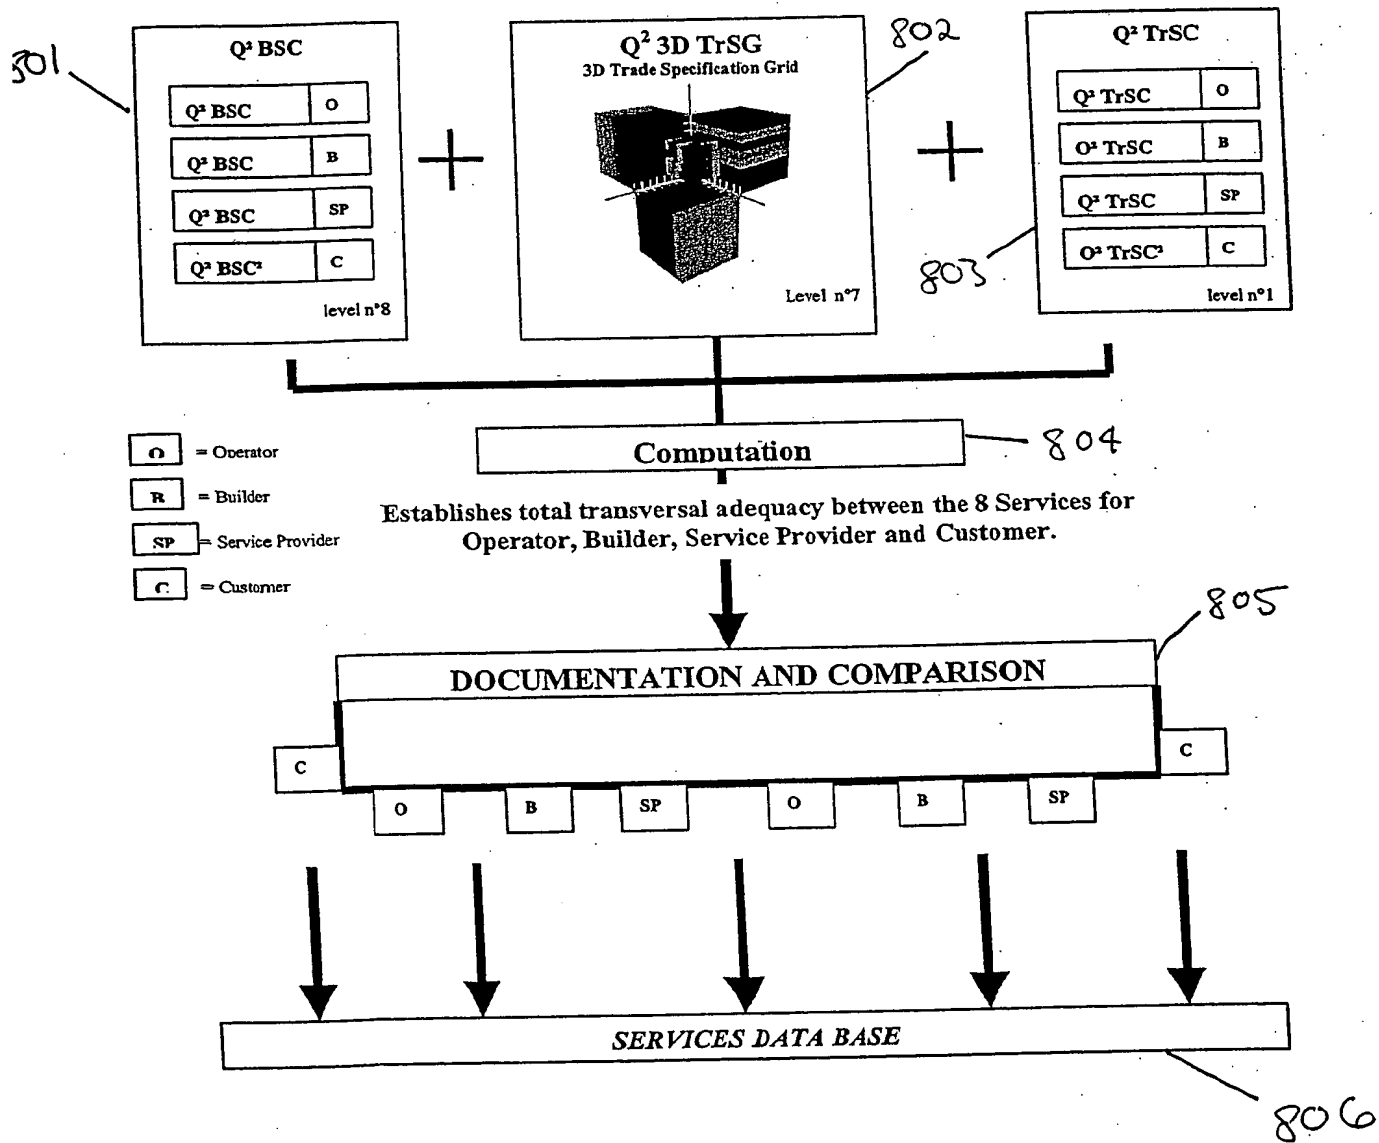 801
Q² BSC
Q² BSC O
Q² BSC B
Q² BSC SP
Q² BSC² C
level n°8
Q² 3D TrSG
3D Trade Specification Grid
Level n°7
802
Q² TrSC
Q² TrSC O
O² TrSC B
Q² TrSC SP
O² TrSC² C
level n°1
803
+
+
Computation
804
O = Operator
B = Builder
SP = Service Provider
C = Customer
Establishes total transversal adequacy between the 8 Services for
Operator, Builder, Service Provider and Customer.
805
DOCUMENTATION AND COMPARISON
C
O B SP O B SP
C
SERVICES DATA BASE
806